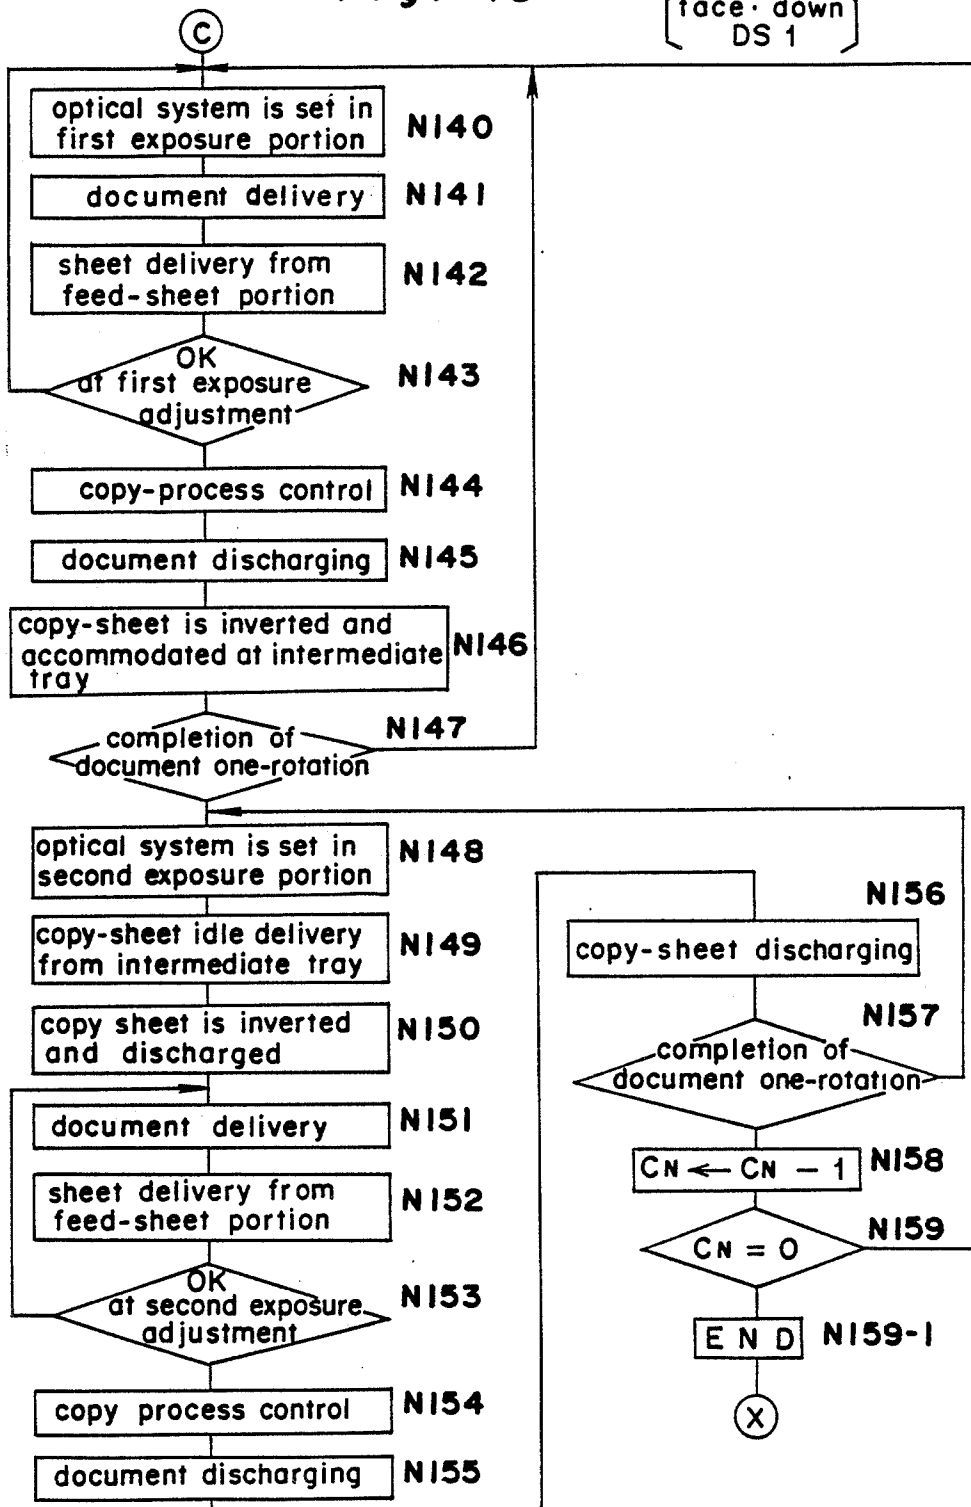 face · down
DS 1
C
optical system is set in
first exposure portion
N140
document delivery
N141
sheet delivery from
feed-sheet portion
N142
OK
at first exposure
adjustment
N143
copy-process control
N144
document discharging
N145
copy-sheet is inverted and
accommodated at intermediate
tray
N146
completion of
document one-rotation
N147
optical system is set in
second exposure portion
N148
copy-sheet idle delivery
from intermediate tray
N149
copy sheet is inverted
and discharged
N150
document delivery
N151
sheet delivery from
feed-sheet portion
N152
OK
at second exposure
adjustment
N153
copy process control
N154
document discharging
N155
N156
copy-sheet discharging
N157
completion of
document one-rotation
CN ← CN − 1
N158
CN = 0
N159
END
N159-1
X